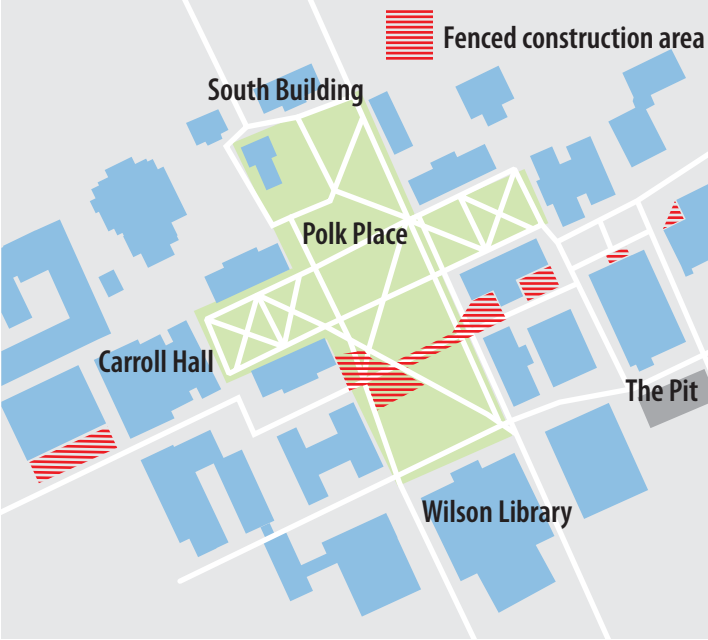 Fenced construction area
South Building
Polk Place
Carroll Hall
The Pit
Wilson Library